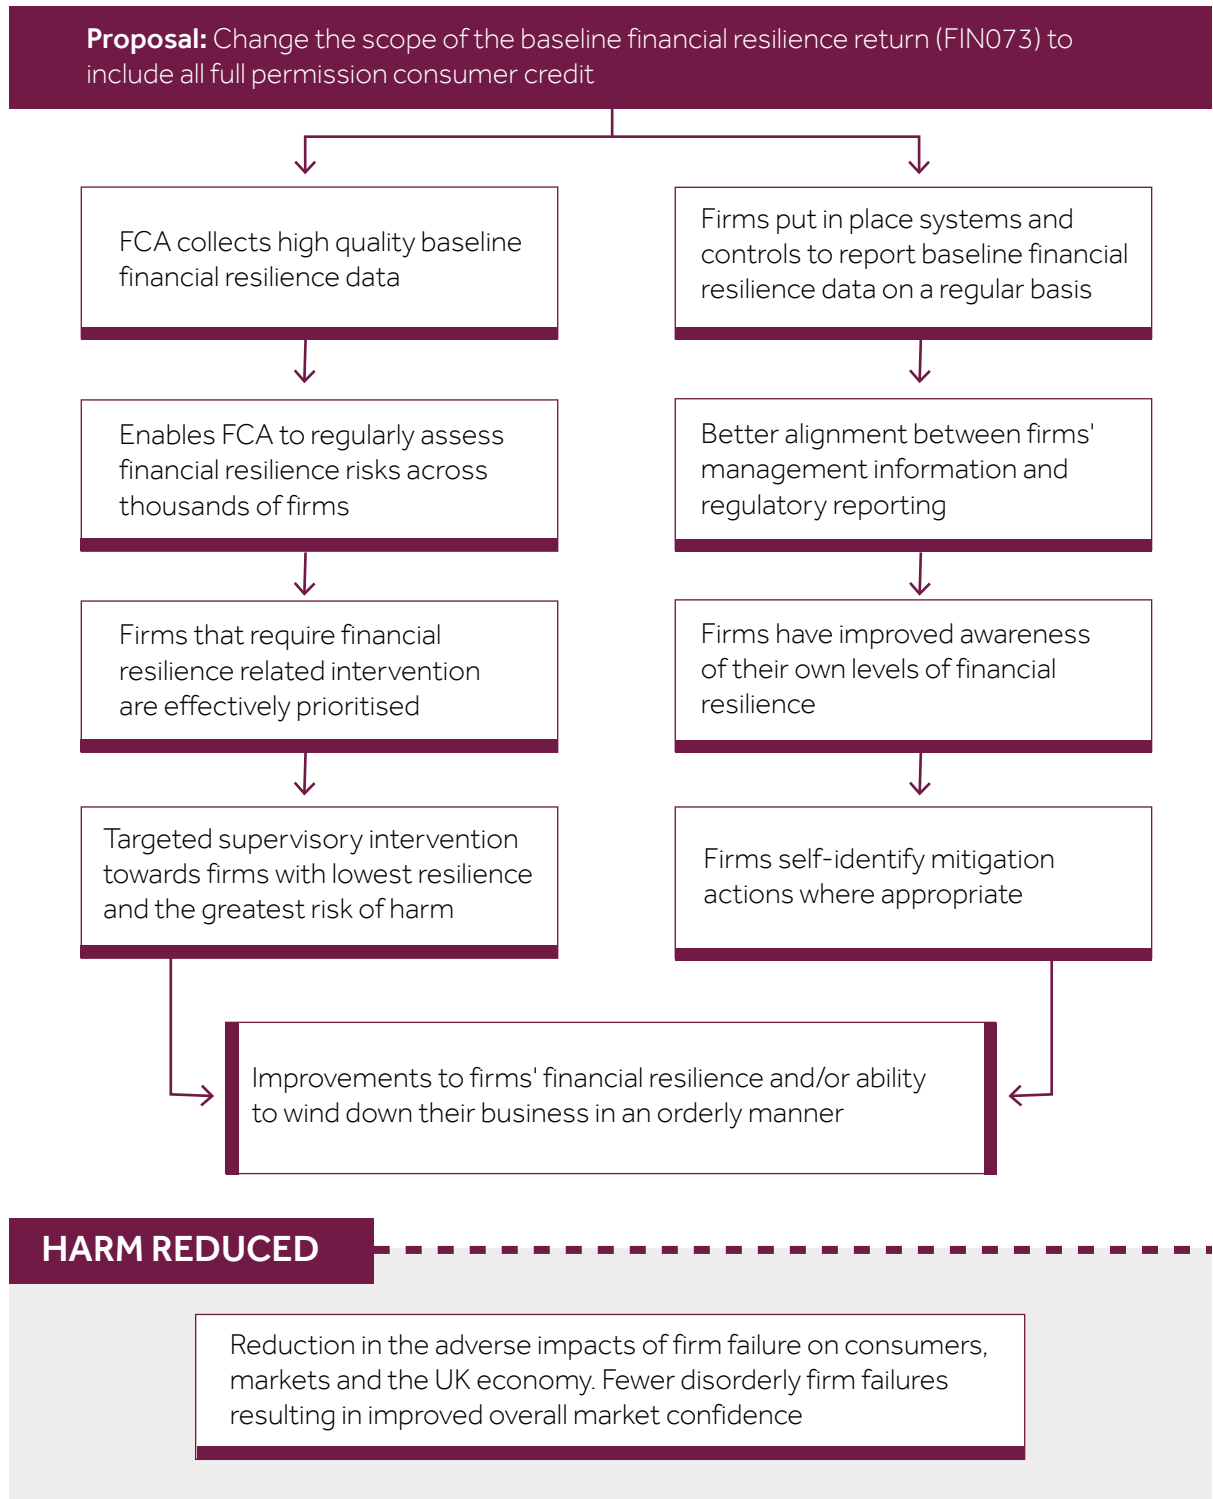 Proposal: Change the scope of the baseline financial resilience return (FIN073) to
include all full permission consumer credit
FCA collects high quality baseline
financial resilience data
Firms put in place systems and
controls to report baseline financial
resilience data on a regular basis
Enables FCA to regularly assess
financial resilience risks across
thousands of firms
Better alignment between firms'
management information and
regulatory reporting
Firms that require financial
resilience related intervention
are effectively prioritised
Firms have improved awareness
of their own levels of financial
resilience
Targeted supervisory intervention
towards firms with lowest resilience
and the greatest risk of harm
Firms self-identify mitigation
actions where appropriate
Improvements to firms' financial resilience and/or ability
to wind down their business in an orderly manner
HARM REDUCED
Reduction in the adverse impacts of firm failure on consumers,
markets and the UK economy. Fewer disorderly firm failures
resulting in improved overall market confidence